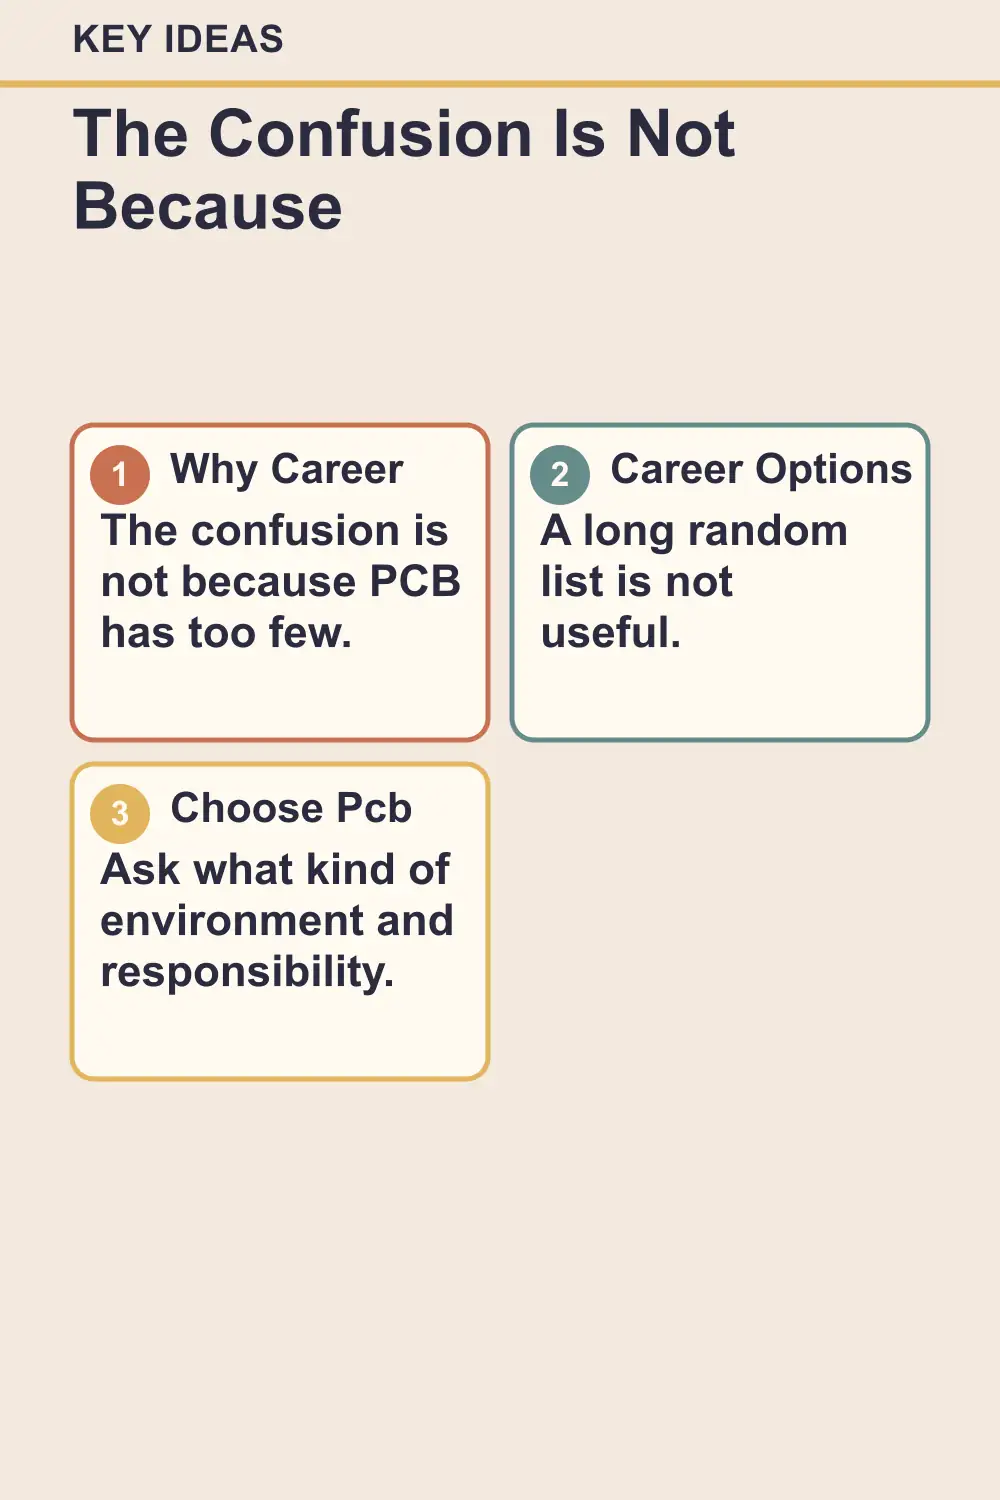 KEY IDEAS
The Confusion Is Not
Because
1 Why Career
The confusion is
not because PCB
has too few.
2 Career Options
A long random
list is not
useful.
3 Choose Pcb
Ask what kind of
environment and
responsibility.